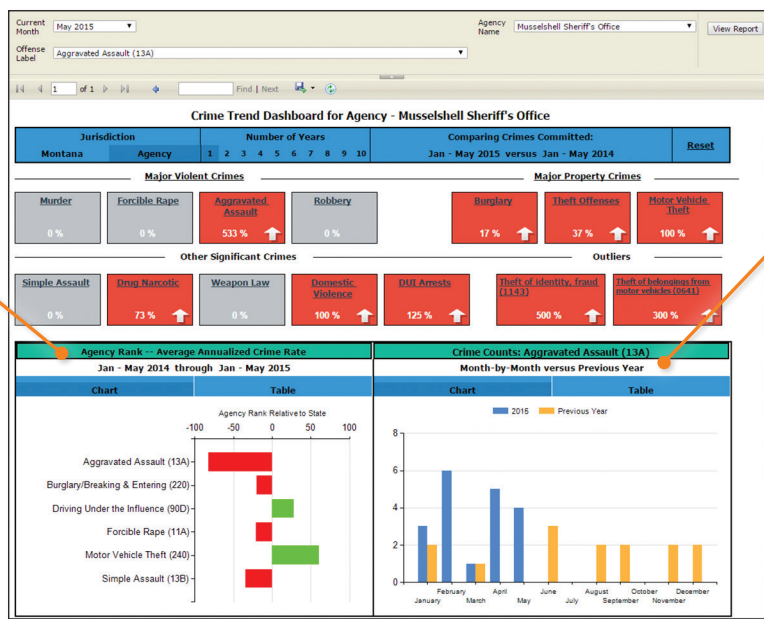 Current Month May 2015 Agency Name Musselshell Sheriff's Office View Report
Offense Label Aggravated Assault (13A)
1 of 1 Find | Next
Crime Trend Dashboard for Agency - Musselshell Sheriff's Office
Jurisdiction Number of Years Comparing Crimes Committed: Reset
Montana Agency 1 2 3 4 5 6 7 8 9 10 Jan - May 2015 versus Jan - May 2014
Major Violent Crimes Major Property Crimes
Murder Forcible Rape Aggravated Assault Robbery Burglary Theft Offenses Motor Vehicle Theft
0 % 0 % 533 % 0 % 17 % 37 % 100 %
Other Significant Crimes Outliers
Simple Assault Drug Narcotic Weapon Law Domestic Violence DUI Arrests Theft of identity, fraud (1143) Theft of belongings from motor vehicles (0641)
0 % 73 % 0 % 100 % 125 % 500 % 300 %
Agency Rank -- Average Annualized Crime Rate
Jan - May 2014 through Jan - May 2015
Chart Table
Agency Rank Relative to State
-100 -50 0 50 100
Aggravated Assault (13A)
Burglary/Breaking & Entering (220)
Driving Under the Influence (90D)
Forcible Rape (11A)
Motor Vehicle Theft (240)
Simple Assault (13B)
Crime Counts: Aggravated Assault (13A)
Month-by-Month versus Previous Year
Chart Table
2015 Previous Year
8
6
4
2
0
February April June August October December
January March May July September November